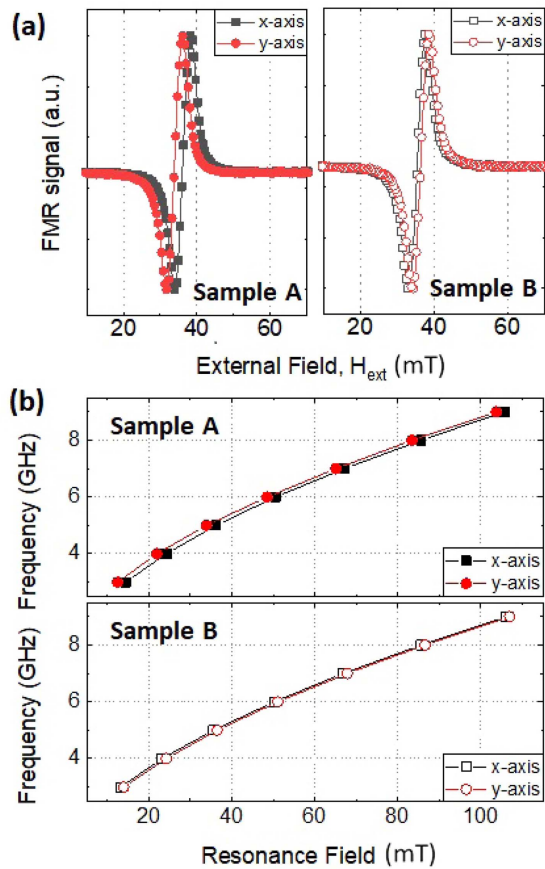 (a)
x-axis
y-axis
x-axis
y-axis
FMR signal (a.u.)
Sample A
Sample B
20 40 60
20 40 60
External Field, Hext (mT)
(b)
Sample A
Frequency (GHz)
8
6
4
x-axis
y-axis
Sample B
Frequency (GHz)
8
6
4
x-axis
y-axis
20 40 60 80 100
Resonance Field (mT)